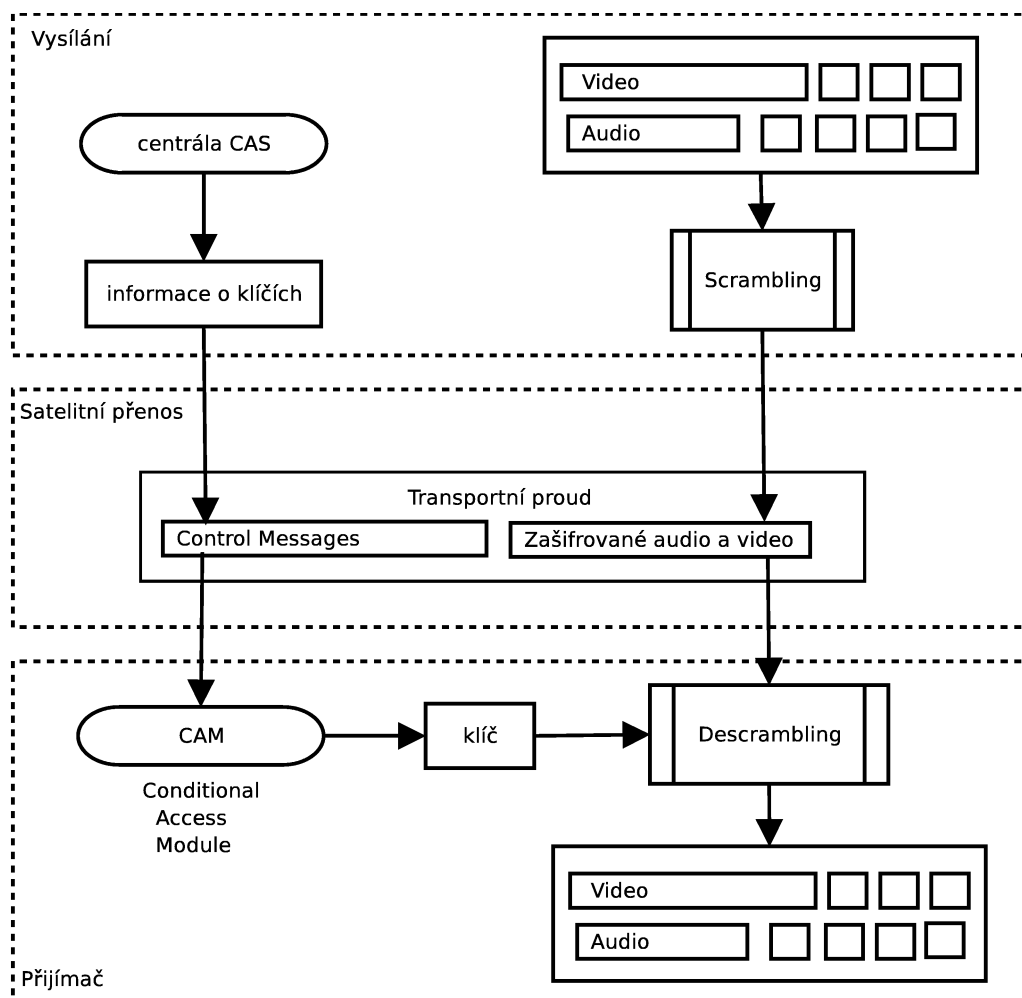 Vysílání
Video
Audio
centrála CAS
informace o klíčích
Scrambling
Satelitní přenos
Transportní proud
Control Messages
Zašifrované audio a video
CAM
klíč
Descrambling
Conditional
Access
Module
Video
Audio
Přijímač